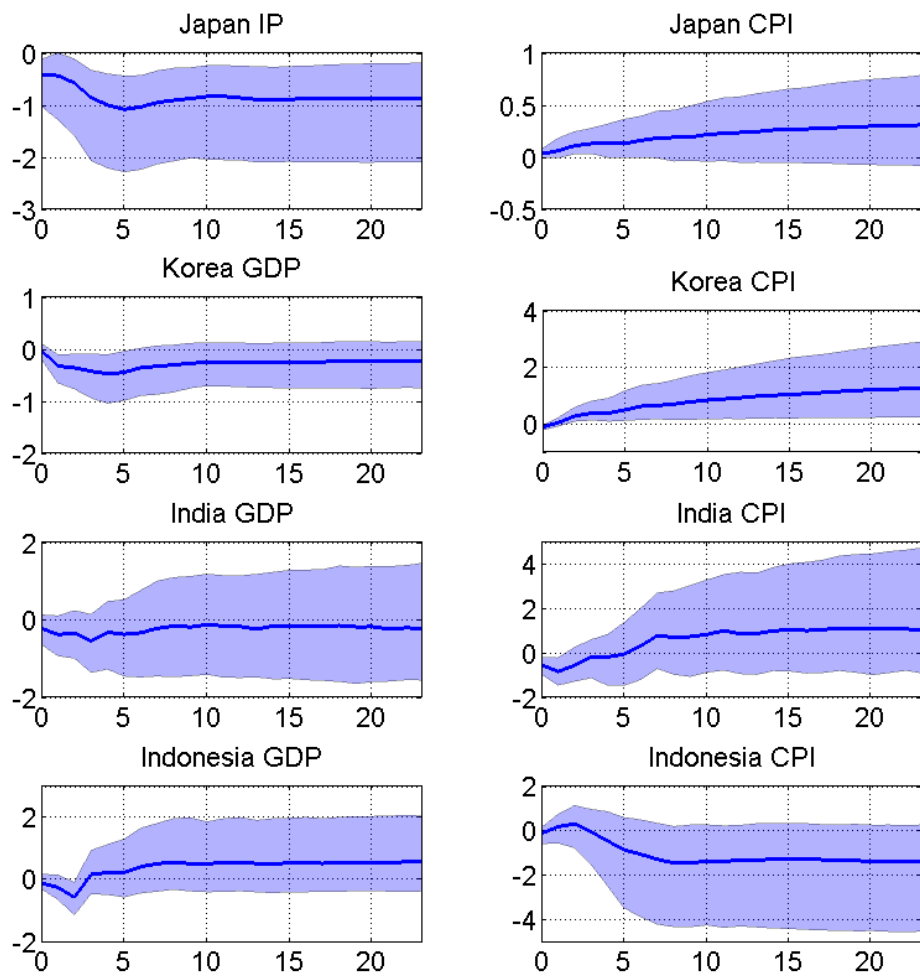 Japan IP
Japan CPI
0
-1
-2
-3
0 5 10 15 20
1
0.5
0
-0.5
0 5 10 15 20
Korea GDP
Korea CPI
1
0
-1
-2
0 5 10 15 20
4
2
0
0 5 10 15 20
India GDP
India CPI
2
0
-2
0 5 10 15 20
4
2
0
-2
0 5 10 15 20
Indonesia GDP
Indonesia CPI
2
0
-2
0 5 10 15 20
2
0
-2
-4
0 5 10 15 20